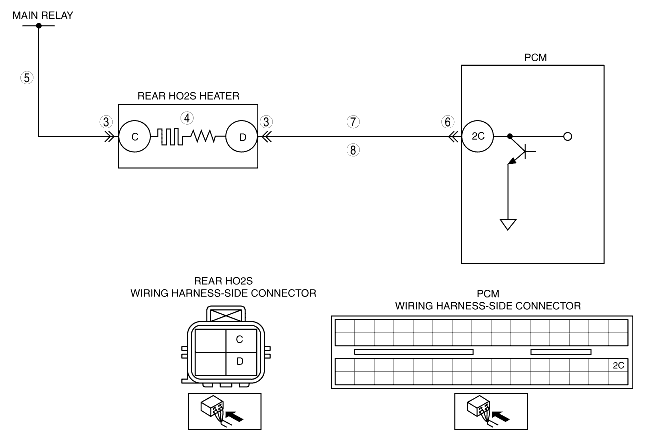 MAIN RELAY
PCM
5
REAR HO2S HEATER
3
4
3
7
6
C
D
2C
8
REAR HO2S
WIRING HARNESS-SIDE CONNECTOR
PCM
WIRING HARNESS-SIDE CONNECTOR
C
D
2C